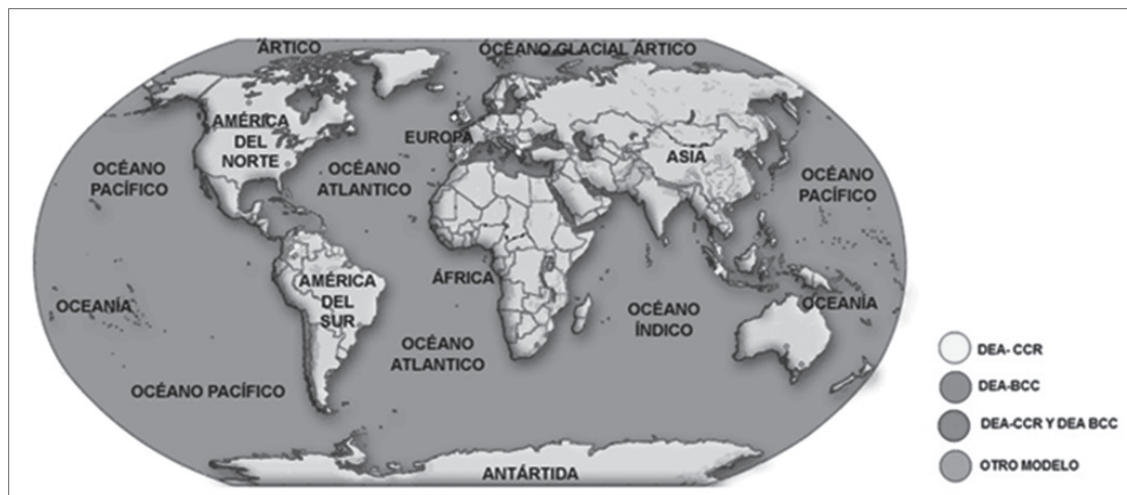 ÁRTICO
ÓCÉANO GLACIAL ÁRTICO
AMÉRICA
DEL
NORTE
EUROPA
ASIA
OCÉANO
PACÍFICO
OCÉANO
ATLANTICO
OCÉANO
PACÍFICO
ÁFRICA
AMÉRICA
DEL
SUR
OCEANÍA
OCÉANO
ÍNDICO
OCEANÍA
OCÉANO
ATLANTICO
OCÉANO PACÍFICO
ANTÁRTIDA
DEA- CCR
DEA-BCC
DEA-CCR Y DEA BCC
OTRO MODELO